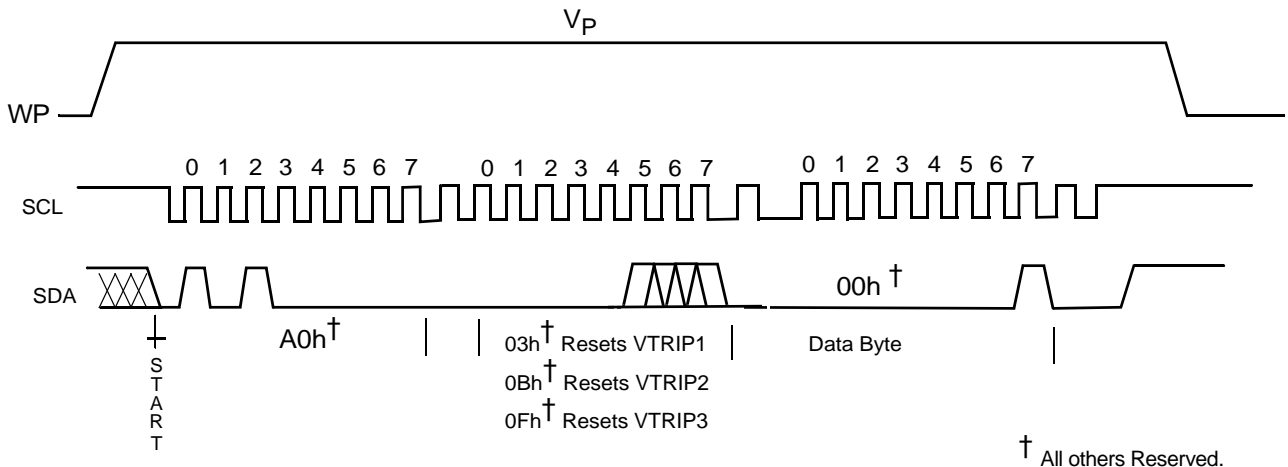 VP
WP
0 1 2 3 4 5 6 7 0 1 2 3 4 5 6 7 0 1 2 3 4 5 6 7
SCL
SDA
00h †
A0h†
03h† Resets VTRIP1
Data Byte
0Bh† Resets VTRIP2
0Fh† Resets VTRIP3
START
† All others Reserved.